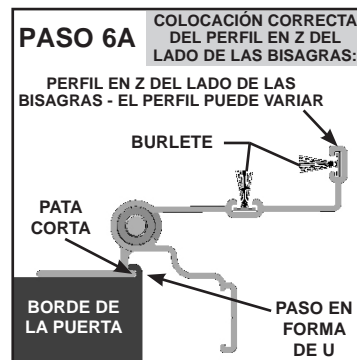 PASO 6A
COLOCACIÓN CORRECTA
DEL PERFIL EN Z DEL
LADO DE LAS BISAGRAS:
PERFIL EN Z DEL LADO DE LAS
BISAGRAS - EL PERFIL PUEDE VARIAR
BURLETE
PATA
CORTA
BORDE DE
LA PUERTA
PASO EN
FORMA
DE U